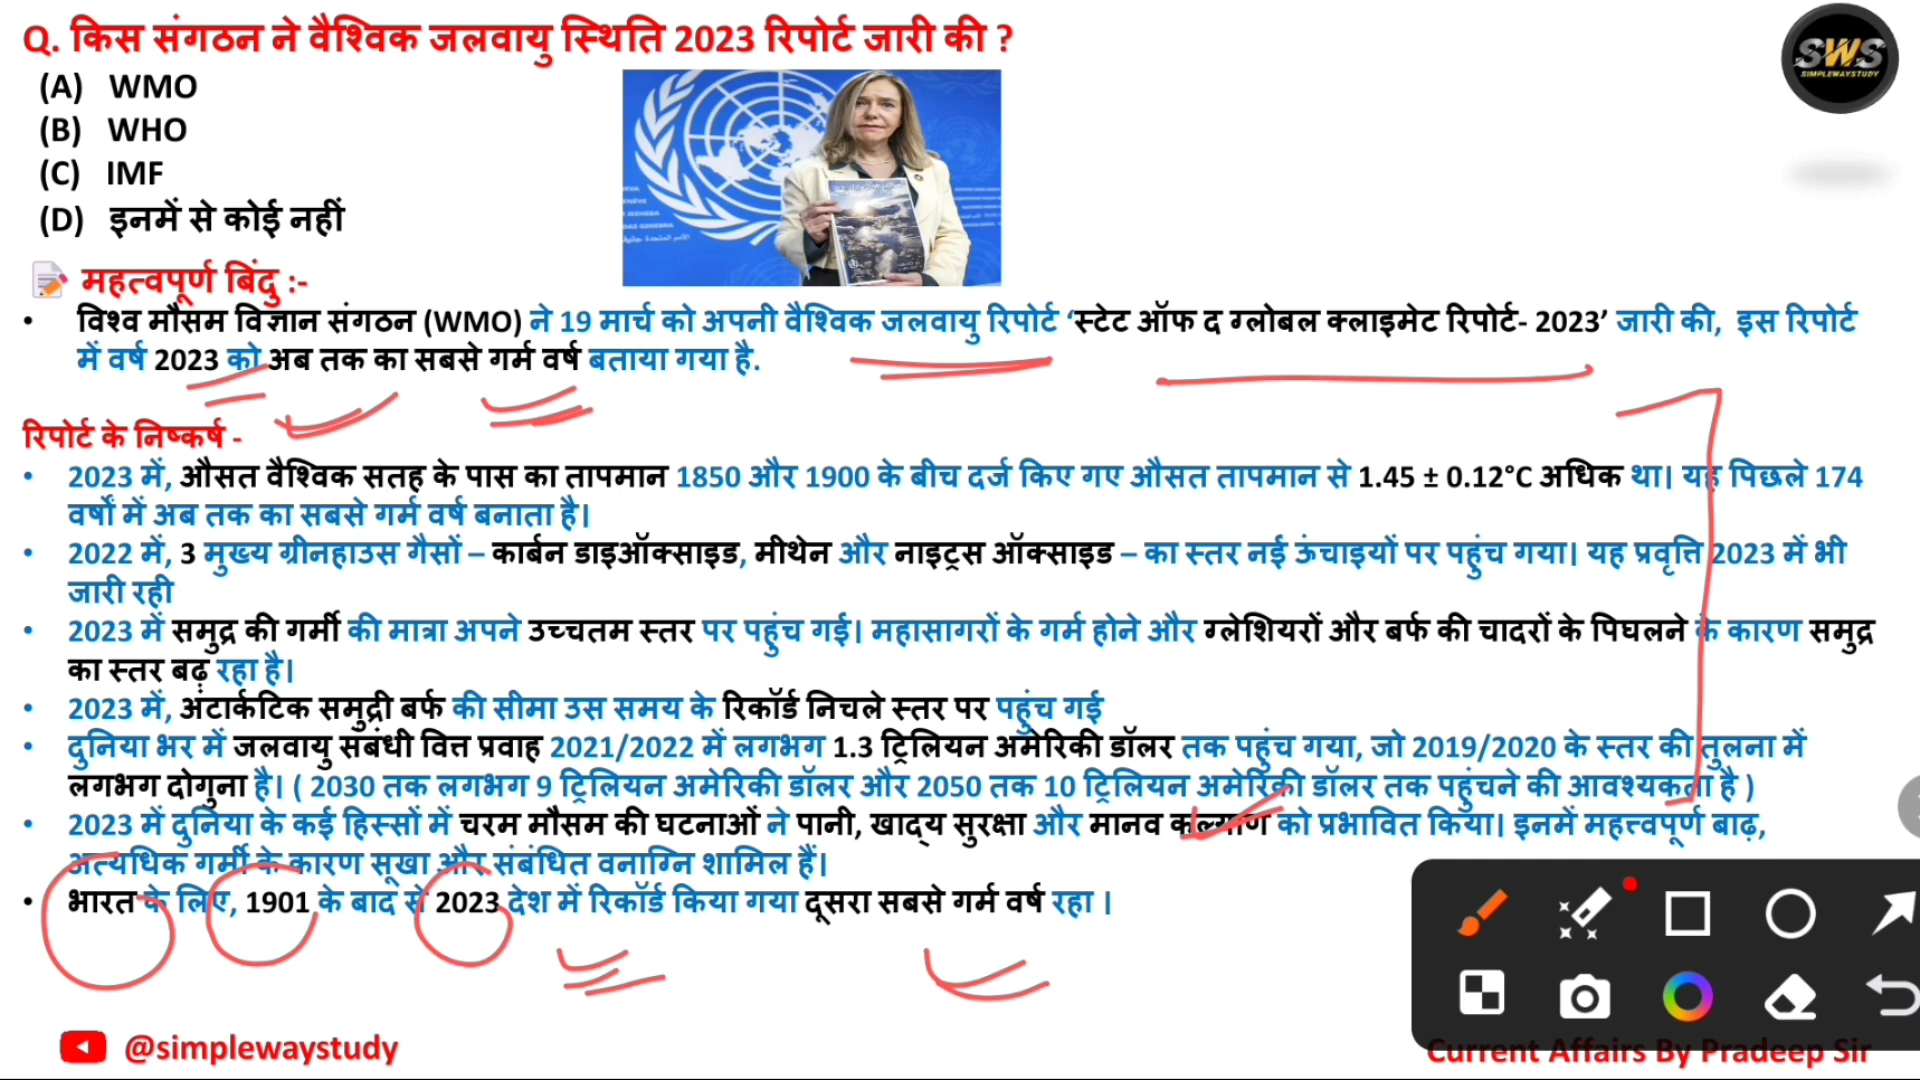 Q. किस संगठन ने वैश्विक जलवायु स्थिति 2023 रिपोर्ट जारी की ?
SWS
SIMPLEWAYSTUDY
(A) WMO
(B) WHO
(C) IMF
(D) इनमें से कोई नहीं
महत्वपूर्ण बिंदु :-
• विश्व मौसम विज्ञान संगठन (WMO) ने 19 मार्च को अपनी वैश्विक जलवायु रिपोर्ट ‘स्टेट ऑफ द ग्लोबल क्लाइमेट रिपोर्ट- 2023’ जारी की, इस रिपोर्ट
में वर्ष 2023 को अब तक का सबसे गर्म वर्ष बताया गया है.
रिपोर्ट के निष्कर्ष -
• 2023 में, औसत वैश्विक सतह के पास का तापमान 1850 और 1900 के बीच दर्ज किए गए औसत तापमान से 1.45 ± 0.12°C अधिक था। यह पिछले 174
वर्षों में अब तक का सबसे गर्म वर्ष बनाता है।
• 2022 में, 3 मुख्य ग्रीनहाउस गैसों – कार्बन डाइऑक्साइड, मीथेन और नाइट्रस ऑक्साइड – का स्तर नई ऊंचाइयों पर पहुंच गया। यह प्रवृत्ति 2023 में भी
जारी रही
• 2023 में समुद्र की गर्मी की मात्रा अपने उच्चतम स्तर पर पहुंच गई। महासागरों के गर्म होने और ग्लेशियरों और बर्फ की चादरों के पिघलने के कारण समुद्र
का स्तर बढ़ रहा है।
• 2023 में, अंटार्कटिक समुद्री बर्फ की सीमा उस समय के रिकॉर्ड निचले स्तर पर पहुंच गई
• दुनिया भर में जलवायु संबंधी वित्त प्रवाह 2021/2022 में लगभग 1.3 ट्रिलियन अमेरिकी डॉलर तक पहुंच गया, जो 2019/2020 के स्तर की तुलना में
लगभग दोगुना है। ( 2030 तक लगभग 9 ट्रिलियन अमेरिकी डॉलर और 2050 तक 10 ट्रिलियन अमेरिकी डॉलर तक पहुंचने की आवश्यकता है )
• 2023 में दुनिया के कई हिस्सों में चरम मौसम की घटनाओं ने पानी, खाद्य सुरक्षा और मानव कल्याण को प्रभावित किया। इनमें महत्त्वपूर्ण बाढ़,
अत्यधिक गर्मी के कारण सूखा और संबंधित वनाग्नि शामिल हैं।
• भारत के लिए, 1901 के बाद से 2023 देश में रिकॉर्ड किया गया दूसरा सबसे गर्म वर्ष रहा ।
@simplewaystudy
Current Affairs By Pradeep Sir